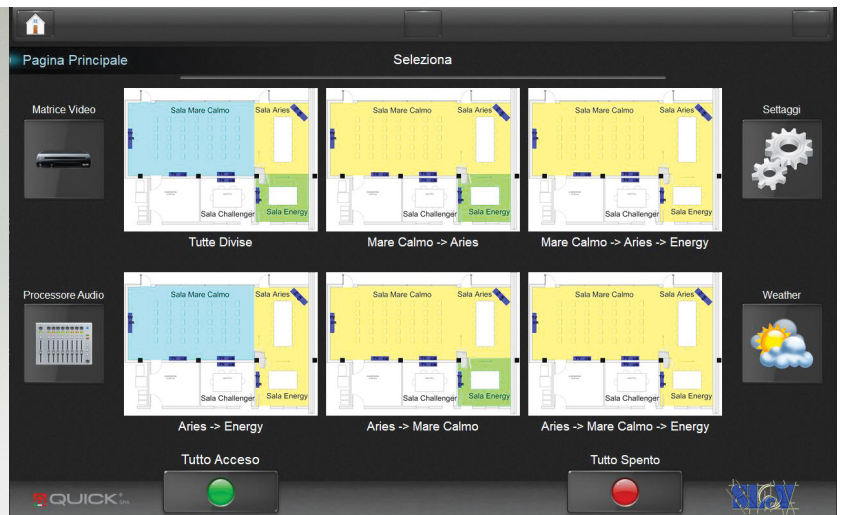 Pagina Principale
Seleziona
Matrice Video
Settaggi
Sala Mare Calmo
Sala Aries
Sala Challenger
Sala Energy
Tutte Divise
Sala Mare Calmo
Sala Aries
Sala Challenger
Sala Energy
Mare Calmo -> Aries
Sala Mare Calmo
Sala Aries
Sala Challenger
Sala Energy
Mare Calmo -> Aries -> Energy
Processore Audio
Weather
Sala Mare Calmo
Sala Aries
Sala Challenger
Sala Energy
Aries -> Energy
Sala Mare Calmo
Sala Aries
Sala Challenger
Sala Energy
Aries -> Mare Calmo
Sala Mare Calmo
Sala Aries
Sala Challenger
Sala Energy
Aries -> Mare Calmo -> Energy
Tutto Acceso
Tutto Spento
QUICK SPA